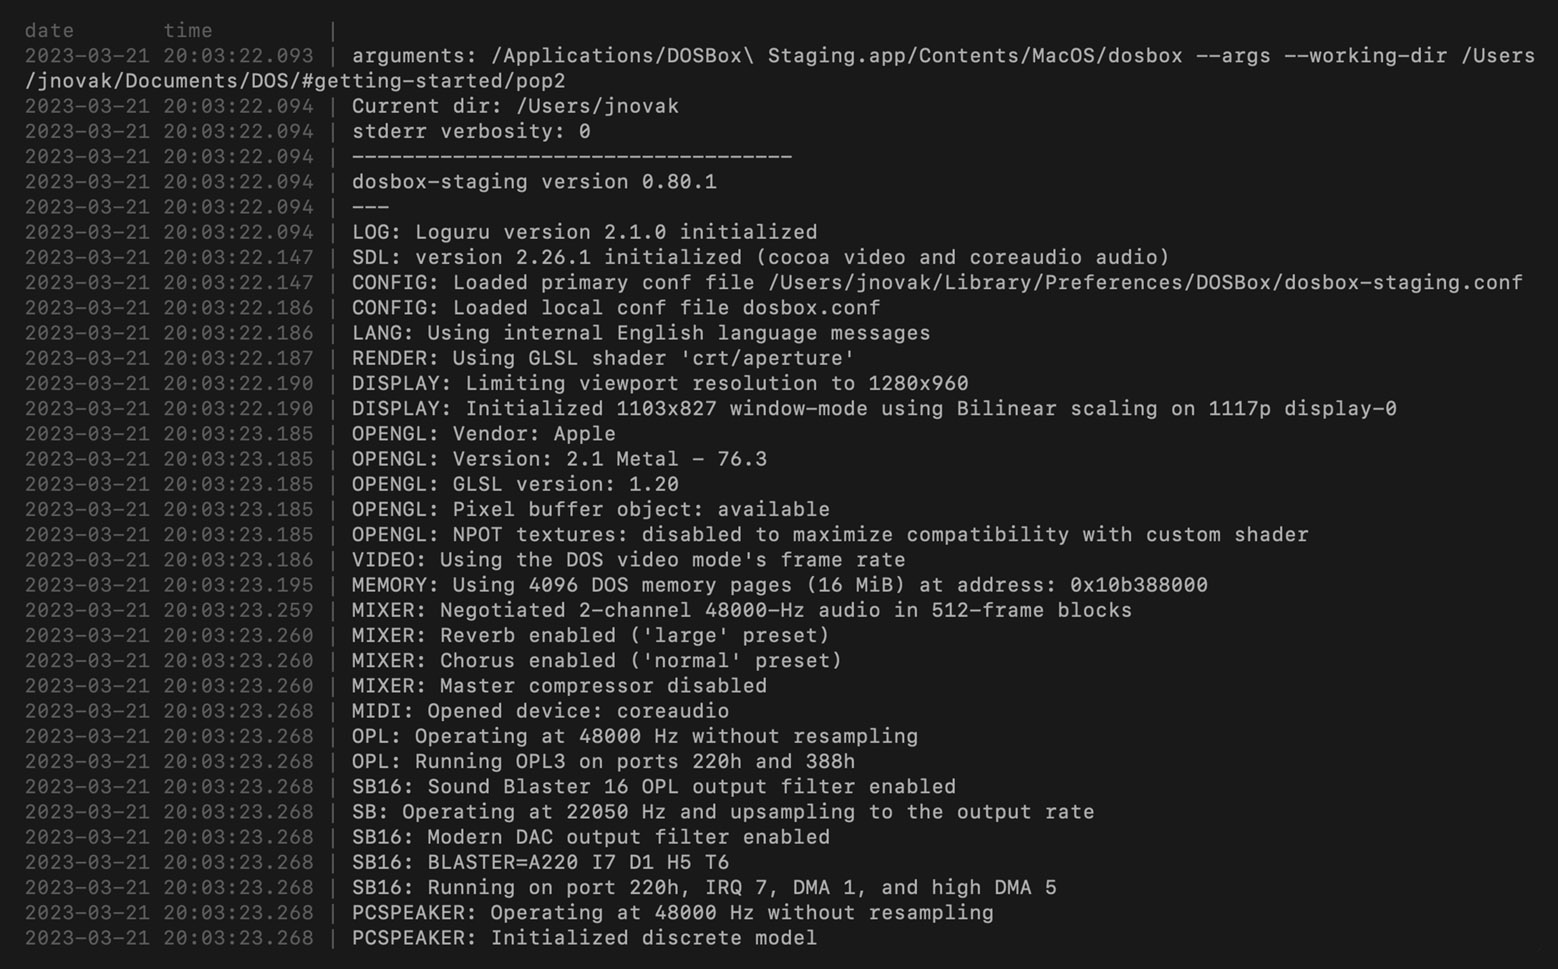 date       time         |
2023-03-21 20:03:22.093 | arguments: /Applications/DOSBox\ Staging.app/Contents/MacOS/dosbox --args --working-dir /Users
/jnovak/Documents/DOS/#getting-started/pop2
2023-03-21 20:03:22.094 | Current dir: /Users/jnovak
2023-03-21 20:03:22.094 | stderr verbosity: 0
2023-03-21 20:03:22.094 | -----------------------------------
2023-03-21 20:03:22.094 | dosbox-staging version 0.80.1
2023-03-21 20:03:22.094 | ---
2023-03-21 20:03:22.094 | LOG: Loguru version 2.1.0 initialized
2023-03-21 20:03:22.147 | SDL: version 2.26.1 initialized (cocoa video and coreaudio audio)
2023-03-21 20:03:22.147 | CONFIG: Loaded primary conf file /Users/jnovak/Library/Preferences/DOSBox/dosbox-staging.conf
2023-03-21 20:03:22.186 | CONFIG: Loaded local conf file dosbox.conf
2023-03-21 20:03:22.186 | LANG: Using internal English language messages
2023-03-21 20:03:22.187 | RENDER: Using GLSL shader 'crt/aperture'
2023-03-21 20:03:22.190 | DISPLAY: Limiting viewport resolution to 1280x960
2023-03-21 20:03:22.190 | DISPLAY: Initialized 1103x827 window-mode using Bilinear scaling on 1117p display-0
2023-03-21 20:03:23.185 | OPENGL: Vendor: Apple
2023-03-21 20:03:23.185 | OPENGL: Version: 2.1 Metal - 76.3
2023-03-21 20:03:23.185 | OPENGL: GLSL version: 1.20
2023-03-21 20:03:23.185 | OPENGL: Pixel buffer object: available
2023-03-21 20:03:23.185 | OPENGL: NPOT textures: disabled to maximize compatibility with custom shader
2023-03-21 20:03:23.186 | VIDEO: Using the DOS video mode's frame rate
2023-03-21 20:03:23.195 | MEMORY: Using 4096 DOS memory pages (16 MiB) at address: 0x10b388000
2023-03-21 20:03:23.259 | MIXER: Negotiated 2-channel 48000-Hz audio in 512-frame blocks
2023-03-21 20:03:23.260 | MIXER: Reverb enabled ('large' preset)
2023-03-21 20:03:23.260 | MIXER: Chorus enabled ('normal' preset)
2023-03-21 20:03:23.260 | MIXER: Master compressor disabled
2023-03-21 20:03:23.268 | MIDI: Opened device: coreaudio
2023-03-21 20:03:23.268 | OPL: Operating at 48000 Hz without resampling
2023-03-21 20:03:23.268 | OPL: Running OPL3 on ports 220h and 388h
2023-03-21 20:03:23.268 | SB16: Sound Blaster 16 OPL output filter enabled
2023-03-21 20:03:23.268 | SB: Operating at 22050 Hz and upsampling to the output rate
2023-03-21 20:03:23.268 | SB16: Modern DAC output filter enabled
2023-03-21 20:03:23.268 | SB16: BLASTER=A220 I7 D1 H5 T6
2023-03-21 20:03:23.268 | SB16: Running on port 220h, IRQ 7, DMA 1, and high DMA 5
2023-03-21 20:03:23.268 | PCSPEAKER: Operating at 48000 Hz without resampling
2023-03-21 20:03:23.268 | PCSPEAKER: Initialized discrete model